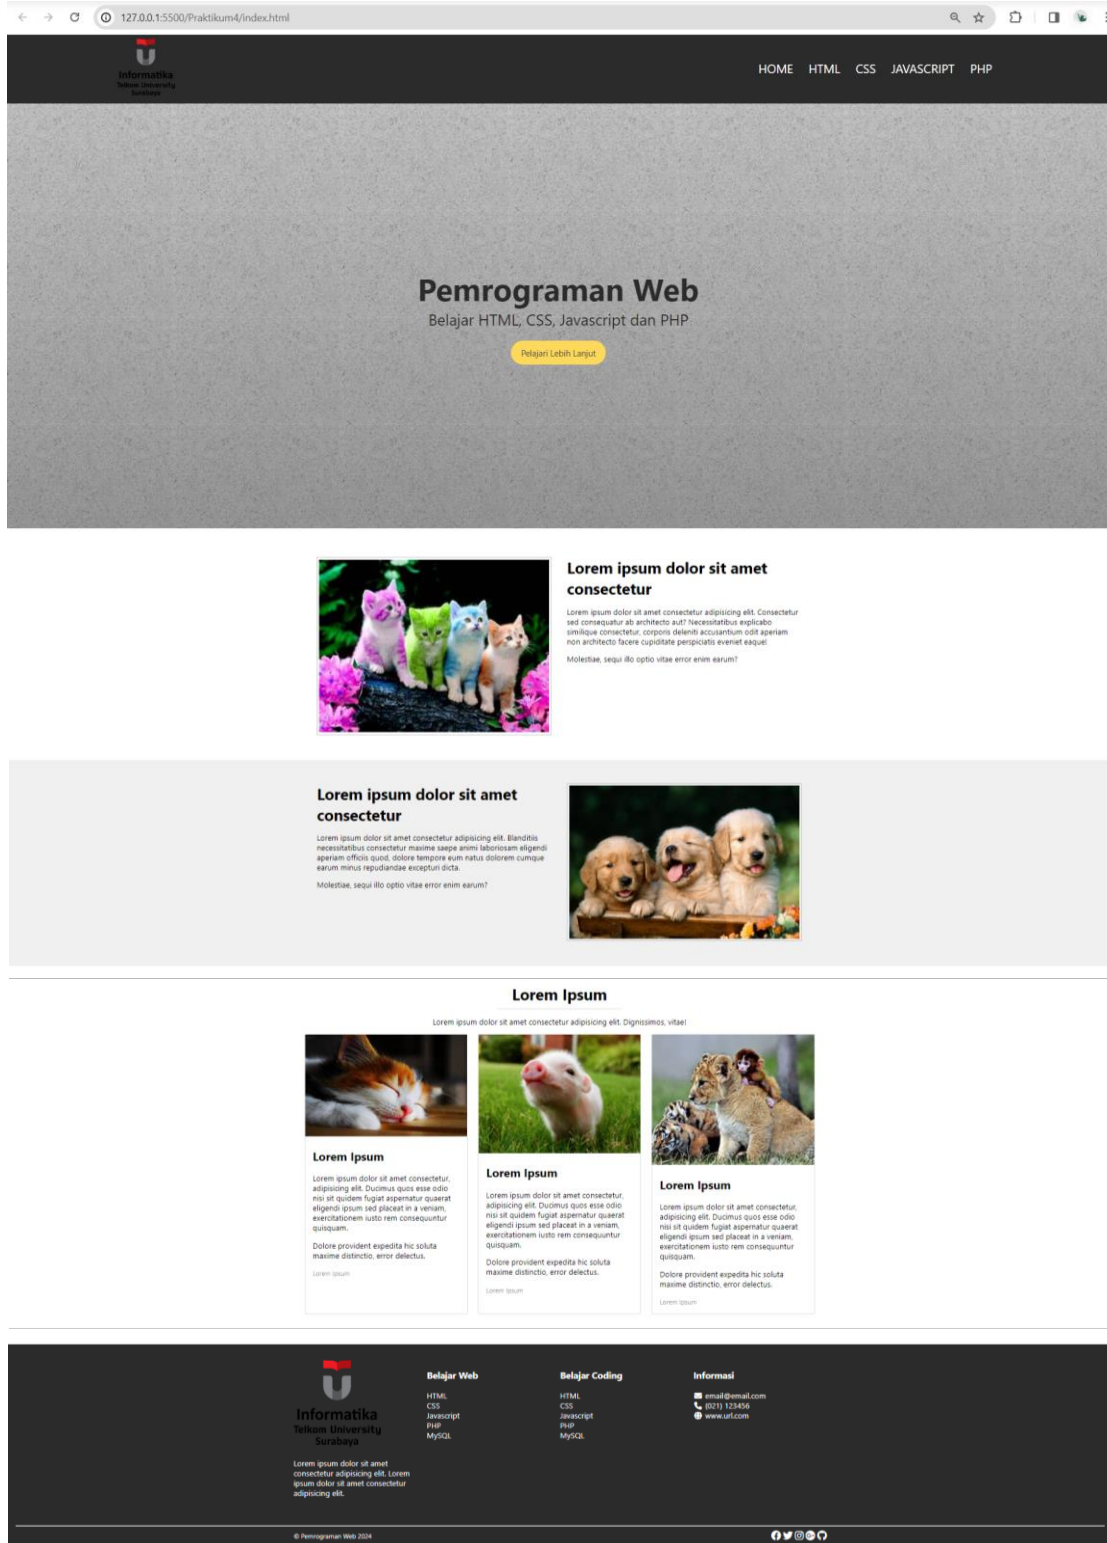 127.0.0.1:5500/Praktikum4/index.html
Informatika
Telkom University
Surabaya
HOME HTML CSS JAVASCRIPT PHP
Pemrograman Web
Belajar HTML, CSS, Javascript dan PHP
Pelajari Lebih Lanjut
Lorem ipsum dolor sit amet
consectetur
Lorem ipsum dolor sit amet consectetur adipisicing elit. Consectetur
sed consequatur ab architecto aut? Necessitatibus explicabo
similique consectetur, corporis deleniti accusantium odit aperiam
non architecto facere cupiditate perspiciatis eveniet eaque!
Molestiae, sequi illo optio vitae error enim earum?
Lorem ipsum dolor sit amet
consectetur
Lorem ipsum dolor sit amet consectetur adipisicing elit. Blanditiis
necessitatibus consectetur maxime saepe animi laboriosam eligendi
aperiam officiis quod, dolore tempore eum natus dolorem cumque
earum minus repudiandae excepturi dicta.
Molestiae, sequi illo optio vitae error enim earum?
Lorem Ipsum
Lorem ipsum dolor sit amet consectetur adipisicing elit. Dignissimos, vitae!
Lorem Ipsum
Lorem ipsum dolor sit amet consectetur,
adipisicing elit. Ducimus quos esse odio
nisi sit quidem fugiat aspernatur quaerat
eligendi ipsum sed placeat in a veniam,
exercitationem iusto rem consequuntur
quisquam.
Dolore provident expedita hic soluta
maxime distinctio, error delectus.
Lorem Ipsum
Lorem Ipsum
Lorem ipsum dolor sit amet consectetur,
adipisicing elit. Ducimus quos esse odio
nisi sit quidem fugiat aspernatur quaerat
eligendi ipsum sed placeat in a veniam,
exercitationem iusto rem consequuntur
quisquam.
Dolore provident expedita hic soluta
maxime distinctio, error delectus.
Lorem Ipsum
Lorem Ipsum
Lorem ipsum dolor sit amet consectetur,
adipisicing elit. Ducimus quos esse odio
nisi sit quidem fugiat aspernatur quaerat
eligendi ipsum sed placeat in a veniam,
exercitationem iusto rem consequuntur
quisquam.
Dolore provident expedita hic soluta
maxime distinctio, error delectus.
Lorem Ipsum
Informatika
Telkom University
Surabaya
Lorem ipsum dolor sit amet
consectetur adipisicing elit. Lorem
ipsum dolor sit amet consectetur
adipisicing elit.
Belajar Web
HTML
CSS
Javascript
PHP
MySQL
Belajar Coding
HTML
CSS
Javascript
PHP
MySQL
Informasi
email@email.com
(021) 123456
www.url.com
© Pemrograman Web 2024